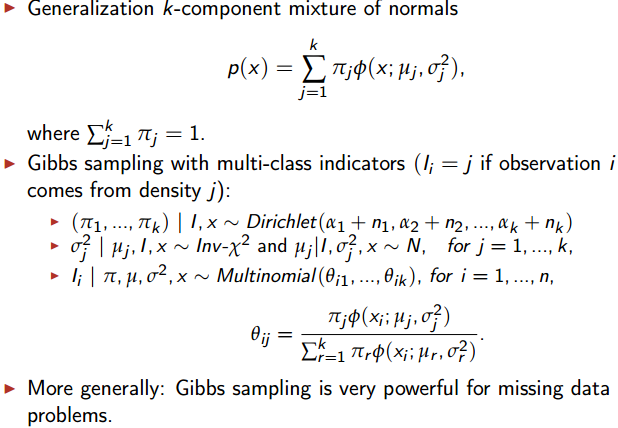 ▶ Generalization k-component mixture of normals
p(x) = ∑_{j=1}^{k} π_j ϕ(x; μ_j, σ_j^2),
where ∑_{j=1}^{k} π_j = 1.
▶ Gibbs sampling with multi-class indicators (I_i = j if observation i
comes from density j):
▶ (π_1, ..., π_k) | I, x ∼ Dirichlet(α_1 + n_1, α_2 + n_2, ..., α_k + n_k)
▶ σ_j^2 | μ_j, I, x ∼ Inv-χ^2 and μ_j|I, σ_j^2, x ∼ N, for j = 1, ..., k,
▶ I_i | π, μ, σ^2, x ∼ Multinomial(θ_{i1}, ..., θ_{ik}), for i = 1, ..., n,
θ_{ij} = \frac{π_j ϕ(x_i; μ_j, σ_j^2)}{∑_{r=1}^{k} π_r ϕ(x_i; μ_r, σ_r^2)}.
▶ More generally: Gibbs sampling is very powerful for missing data
problems.